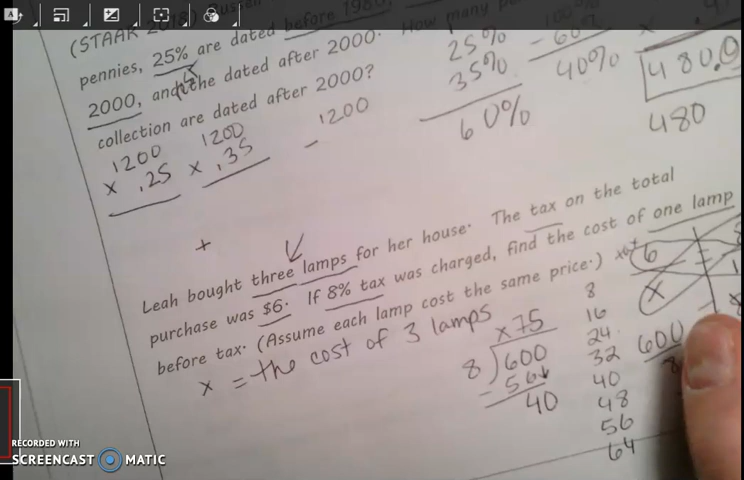 (STAAR
pennies, 25% are dated before 1980
2000, and the dated after 2000. How many
collection are dated after 2000?
25%
35%
60%
100%
- 60%
40%
480.0
480
1200
x .25
1200
x .35
- 1200
+
Leah bought three lamps for her house. The tax on the total
purchase was $6. If 8% tax was charged, find the cost of one lamp
before tax. (Assume each lamp cost the same price.)
x = the cost of 3 lamps
x 75
8)600
- 56
40
8
16
24
32
40
48
56
64
6
=
x
600
8
RECORDED WITH
SCREENCAST MATIC